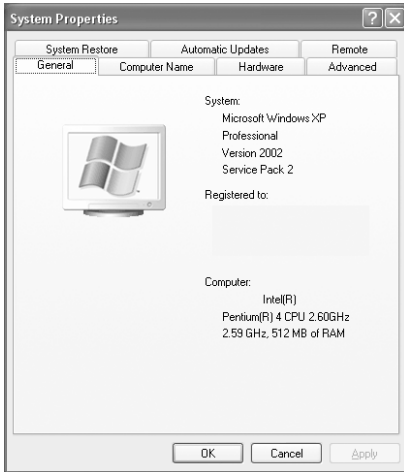 System Properties
System Restore Automatic Updates Remote
General Computer Name Hardware Advanced
System:
Microsoft Windows XP
Professional
Version 2002
Service Pack 2
Registered to:
Computer:
Intel(R)
Pentium(R) 4 CPU 2.60GHz
2.59 GHz, 512 MB of RAM
OK Cancel Apply